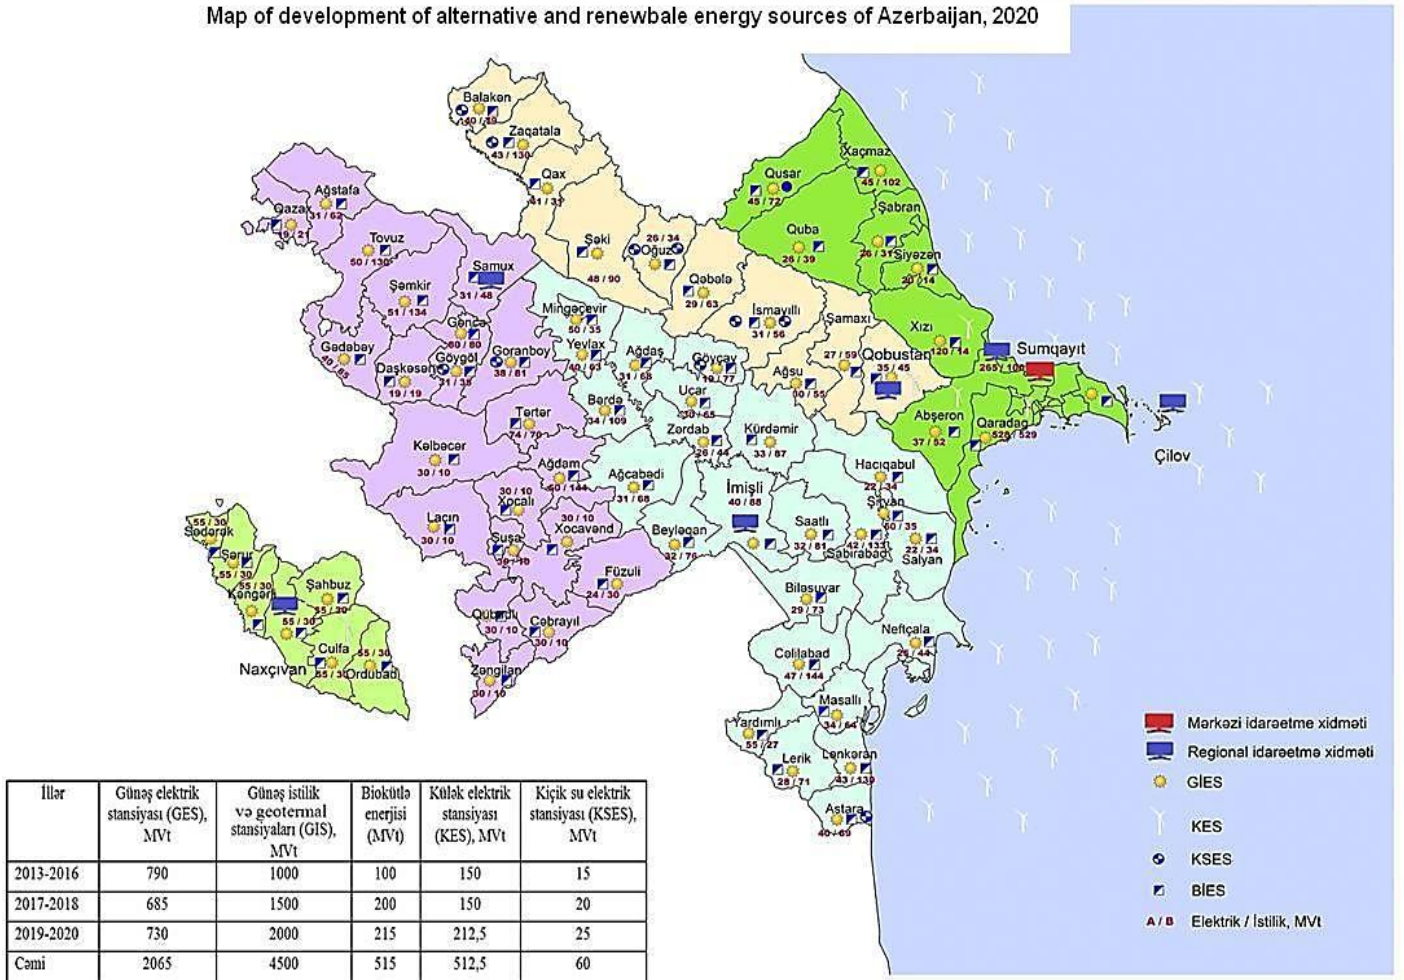 Map of development of alternative and renewbale energy sources of Azerbaijan, 2020
Balakən
40 / 19
Zaqatala
43 / 130
Qax
41 / 33
Xaçmaz
45 / 102
Qusar
45 / 72
Şabran
26 / 31
Quba
26 / 39
Siyəzən
20 / 14
Ağstafa
31 / 62
Qazax
19 / 21
Tovuz
50 / 130
Samux
31 / 48
Şəmkir
51 / 134
Şəki
48 / 90
26 / 34
Oğuz
Qəbələ
29 / 63
İsmayıllı
31 / 56
Şamaxı
27 / 59
Xızı
120 / 14
Sumqayıt
265 / 100
Qobustan
35 / 45
Gəncə
60 / 80
Gədəbəy
40 / 65
Daşkəsən
19 / 19
Göygöl
31 / 35
Goranboy
38 / 81
Mingəçevir
50 / 35
Yevlax
40 / 63
Ağdaş
31 / 68
Göyçay
19 / 77
Ağsu
30 / 55
Ucar
30 / 65
Bərdə
34 / 109
Tərtər
74 / 70
Zərdab
26 / 44
Kürdəmir
33 / 87
Abşeron
37 / 52
Qaradağ
528 / 529
Çilov
Kəlbəcər
30 / 10
Ağdam
50 / 144
Ağcabədi
31 / 68
İmişli
40 / 88
Hacıqabul
22 / 34
Şirvan
60 / 35
30 / 10
Xocalı
Laçın
30 / 10
30 / 10
Xocavənd
Şuşa
30 / 10
Beyləqan
32 / 76
Saatlı
32 / 81
42 / 133
Sabirabad
22 / 34
Salyan
Füzuli
24 / 30
Biləsuvar
29 / 73
Qubadlı
30 / 10
Cəbrayıl
30 / 10
Zəngilan
30 / 10
Neftçala
25 / 44
Cəlilabad
47 / 144
Masallı
34 / 64
Yardımlı
55 / 27
Lerik
28 / 71
Lənkəran
43 / 139
Astara
40 / 69
55 / 30
Sədərək
Şərur
55 / 30
55 / 30
Kəngərli
Şahbuz
55 / 30
55 / 30
Naxçıvan
Culfa
55 / 30
55 / 30
Ordubad
Mərkəzi idarəetmə xidməti
Regional idarəetmə xidməti
GİES
KES
KSES
BİES
A / B Elektrik / İstilik, MVt
İllər Günəş elektrik stansiyası (GES), MVt Günəş istilik və geotermal stansiyaları (GIS), MVt Biokütlə enerjisi (MVt) Külək elektrik stansiyası (KES), MVt Kiçik su elektrik stansiyası (KSES), MVt
2013-2016 790 1000 100 150 15
2017-2018 685 1500 200 150 20
2019-2020 730 2000 215 212,5 25
Cəmi 2065 4500 515 512,5 60